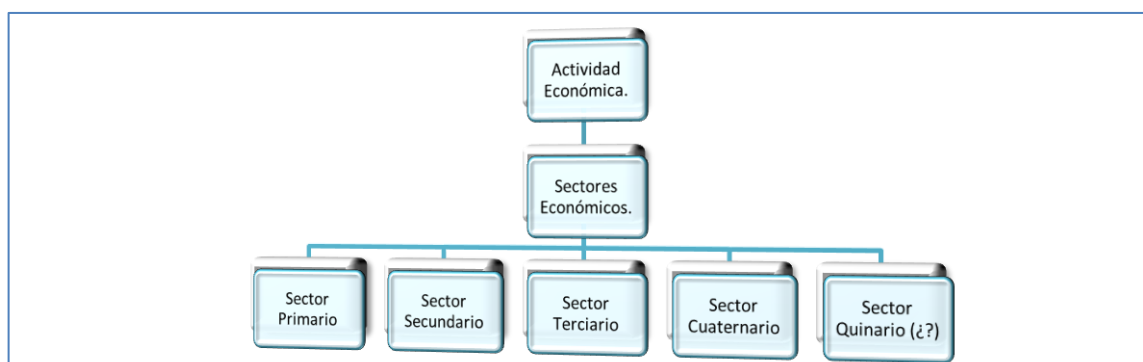 Actividad
Económica.
Sectores
Económicos.
Sector
Primario
Sector
Secundario
Sector
Terciario
Sector
Cuaternario
Sector
Quinario (¿?)